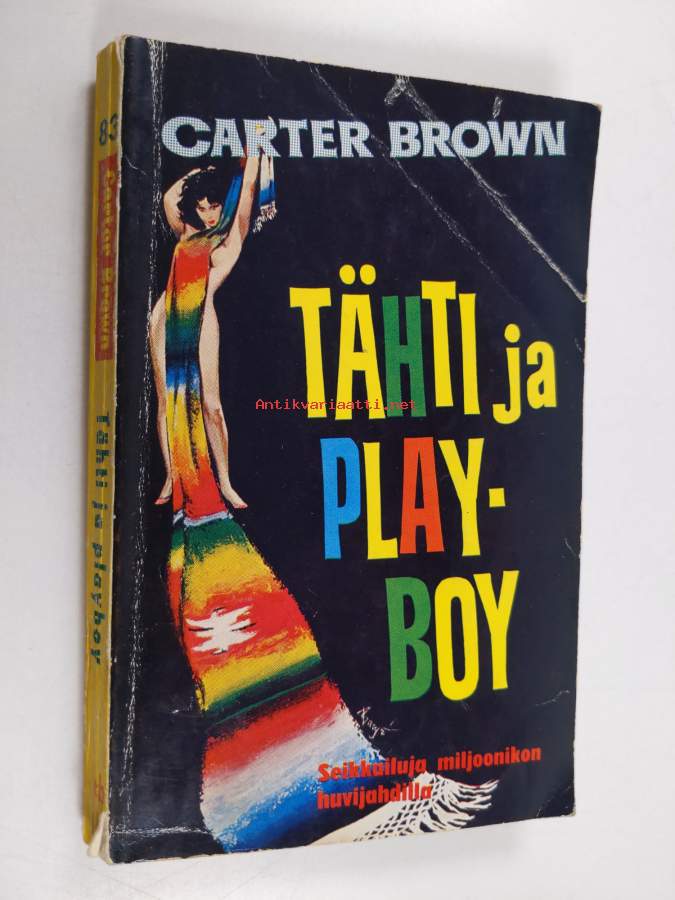 83
Carter Brown
Tähti ja playboy
CARTER BROWN
TÄHTI ja
PLAY-
BOY
Seikkailuja miljoonikon
huvijahdilla
Antikvariaatti.net